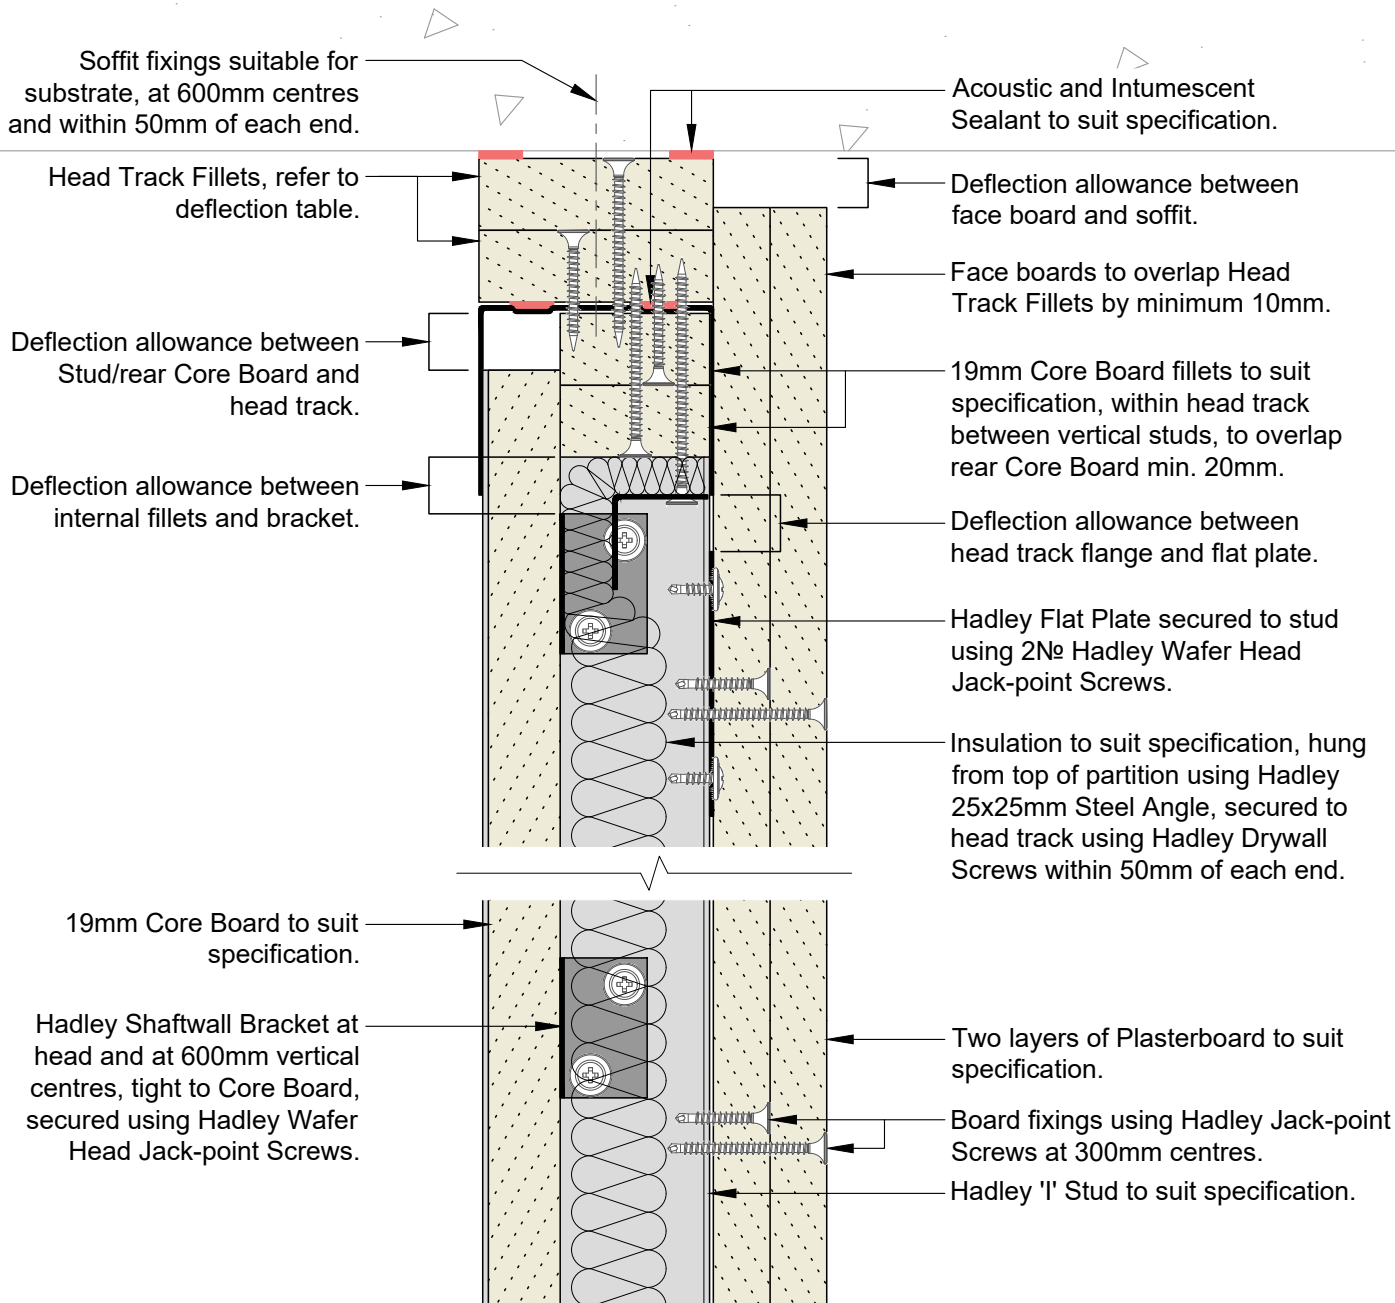 Soffit fixings suitable for
substrate, at 600mm centres
and within 50mm of each end.
Head Track Fillets, refer to
deflection table.
Deflection allowance between
Stud/rear Core Board and
head track.
Deflection allowance between
internal fillets and bracket.
19mm Core Board to suit
specification.
Hadley Shaftwall Bracket at
head and at 600mm vertical
centres, tight to Core Board,
secured using Hadley Wafer
Head Jack-point Screws.
Acoustic and Intumescent
Sealant to suit specification.
Deflection allowance between
face board and soffit.
Face boards to overlap Head
Track Fillets by minimum 10mm.
19mm Core Board fillets to suit
specification, within head track
between vertical studs, to overlap
rear Core Board min. 20mm.
Deflection allowance between
head track flange and flat plate.
Hadley Flat Plate secured to stud
using 2№ Hadley Wafer Head
Jack-point Screws.
Insulation to suit specification, hung
from top of partition using Hadley
25x25mm Steel Angle, secured to
head track using Hadley Drywall
Screws within 50mm of each end.
Two layers of Plasterboard to suit
specification.
Board fixings using Hadley Jack-point
Screws at 300mm centres.
Hadley 'I' Stud to suit specification.